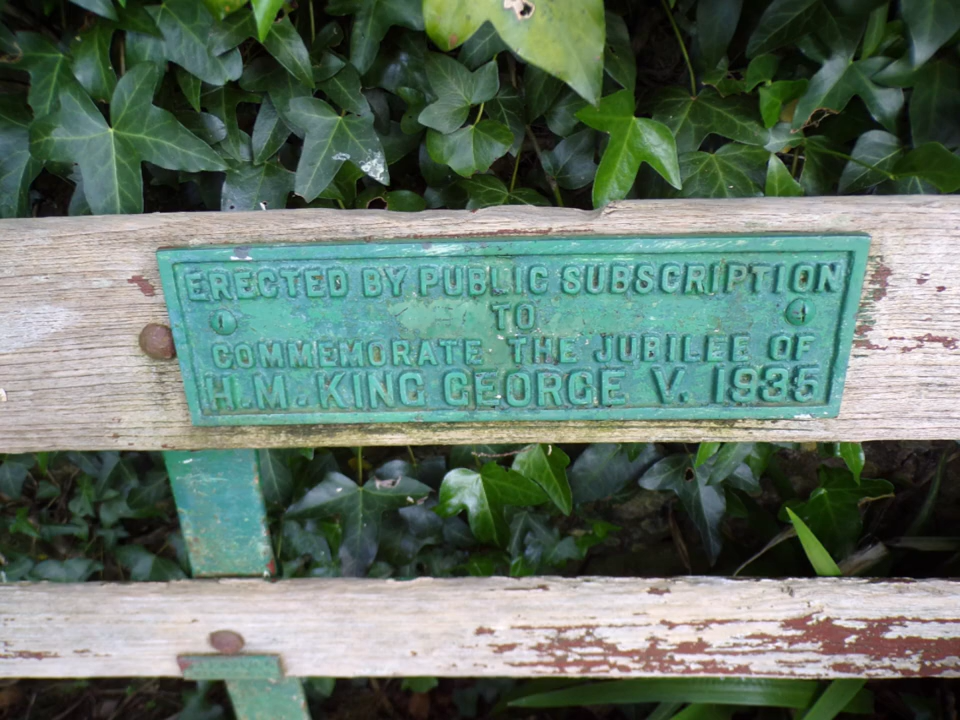 ERECTED BY PUBLIC SUBSCRIPTION
TO
COMMEMORATE THE JUBILEE OF
H.M. KING GEORGE V. 1935